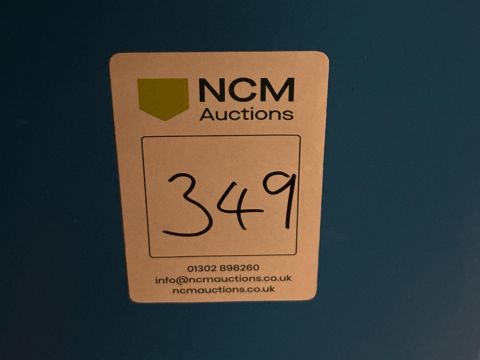 NCM
Auctions
349
01302 898260
info@ncmauctions.co.uk
ncmauctions.co.uk